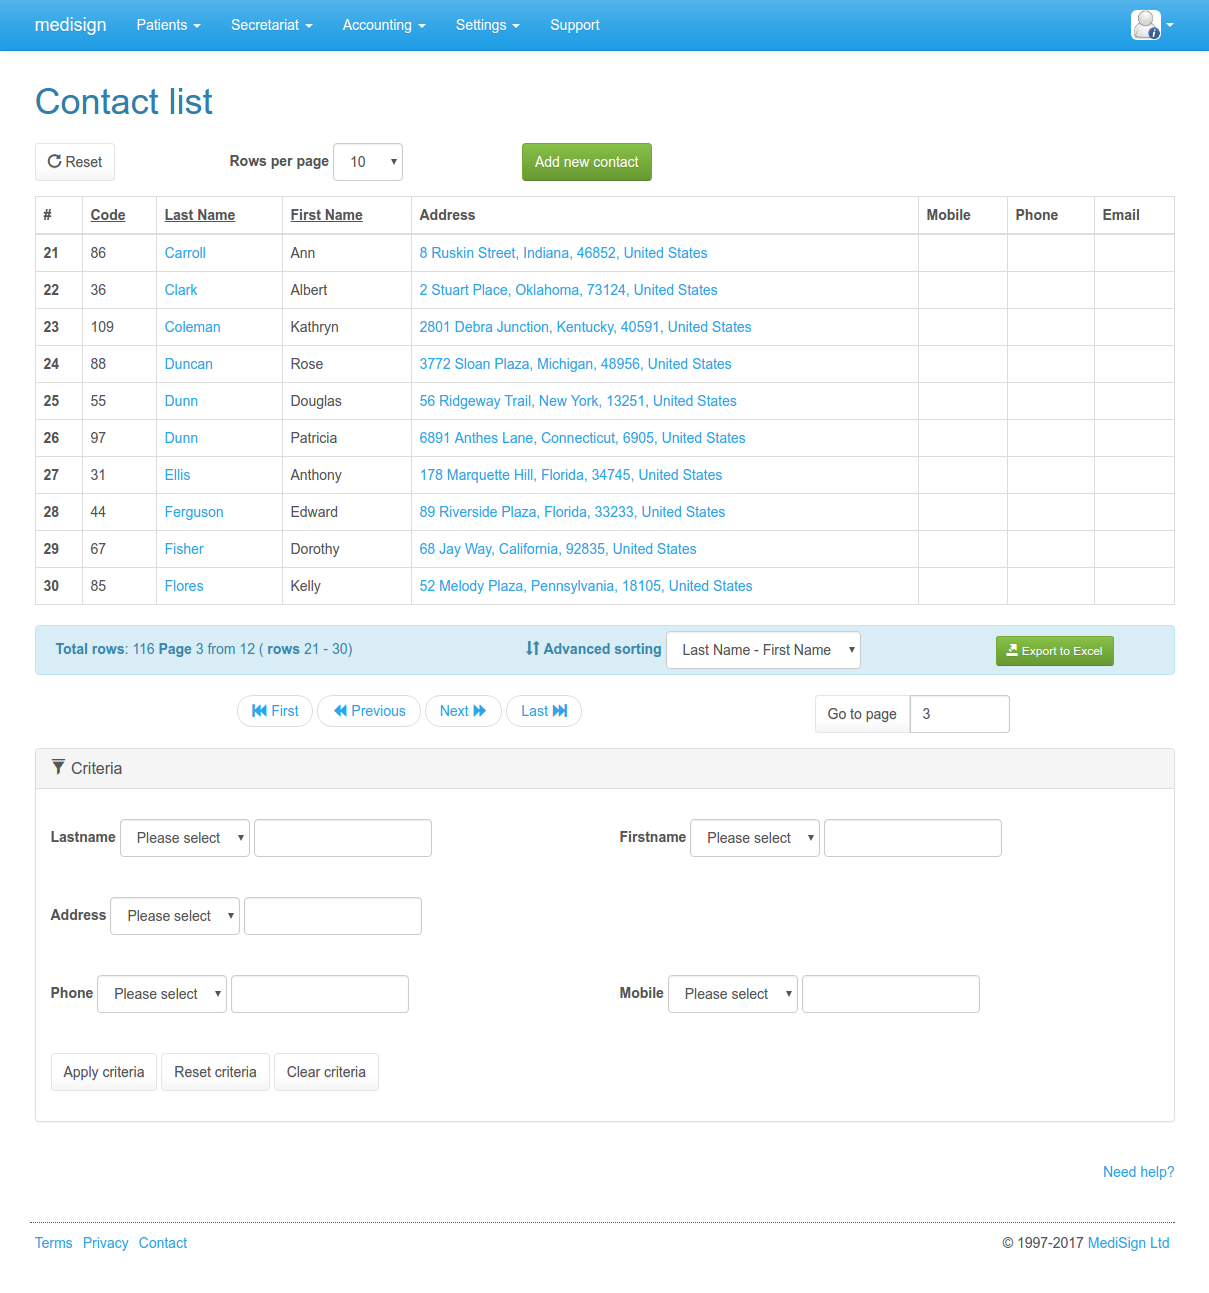 medisign Patients Secretariat Accounting Settings Support
Contact list
Reset Rows per page 10 Add new contact
# Code Last Name First Name Address Mobile Phone Email
21 86 Carroll Ann 8 Ruskin Street, Indiana, 46852, United States
22 36 Clark Albert 2 Stuart Place, Oklahoma, 73124, United States
23 109 Coleman Kathryn 2801 Debra Junction, Kentucky, 40591, United States
24 88 Duncan Rose 3772 Sloan Plaza, Michigan, 48956, United States
25 55 Dunn Douglas 56 Ridgeway Trail, New York, 13251, United States
26 97 Dunn Patricia 6891 Anthes Lane, Connecticut, 6905, United States
27 31 Ellis Anthony 178 Marquette Hill, Florida, 34745, United States
28 44 Ferguson Edward 89 Riverside Plaza, Florida, 33233, United States
29 67 Fisher Dorothy 68 Jay Way, California, 92835, United States
30 85 Flores Kelly 52 Melody Plaza, Pennsylvania, 18105, United States
Total rows: 116 Page 3 from 12 ( rows 21 - 30) Advanced sorting Last Name - First Name Export to Excel
First Previous Next Last Go to page 3
Criteria
Lastname Please select Firstname Please select
Address Please select
Phone Please select Mobile Please select
Apply criteria Reset criteria Clear criteria
Need help?
Terms Privacy Contact © 1997-2017 MediSign Ltd